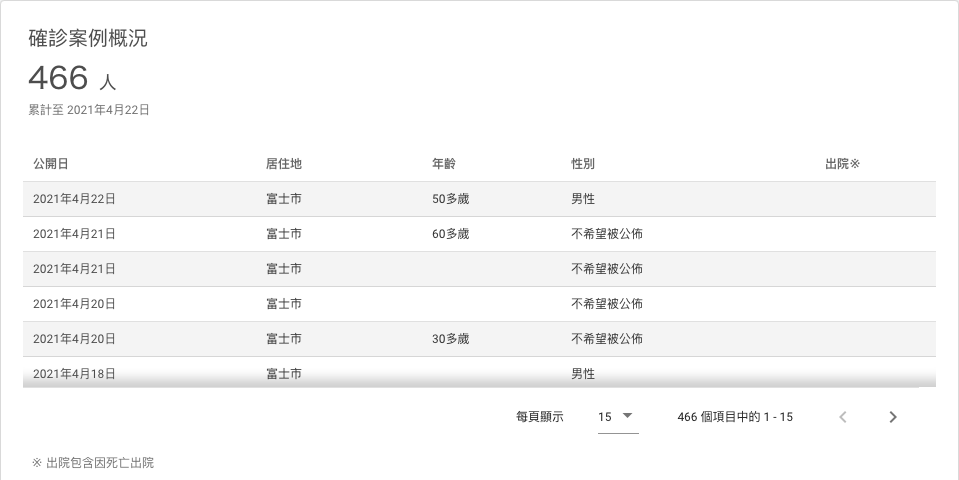 確診案例概況
466 人
累計至 2021年4月22日
公開日 居住地 年齡 性別 出院※
2021年4月22日 富士市 50多歲 男性
2021年4月21日 富士市 60多歲 不希望被公佈
2021年4月21日 富士市 不希望被公佈
2021年4月20日 富士市 不希望被公佈
2021年4月20日 富士市 30多歲 不希望被公佈
2021年4月18日 富士市 男性
每頁顯示 15 466 個項目中的 1 - 15
※ 出院包含因死亡出院